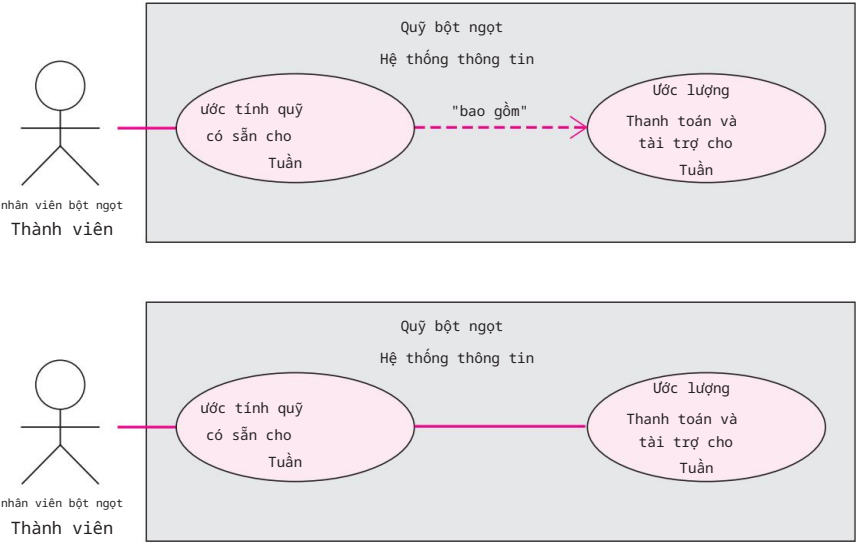 Quỹ bột ngọt
Hệ thống thông tin
ước tính quỹ
có sẵn cho
Tuần
"bao gồm"
Ước lượng
Thanh toán và
tài trợ cho
Tuần
nhân viên bột ngọt
Thành viên
Quỹ bột ngọt
Hệ thống thông tin
ước tính quỹ
có sẵn cho
Tuần
Ước lượng
Thanh toán và
tài trợ cho
Tuần
nhân viên bột ngọt
Thành viên